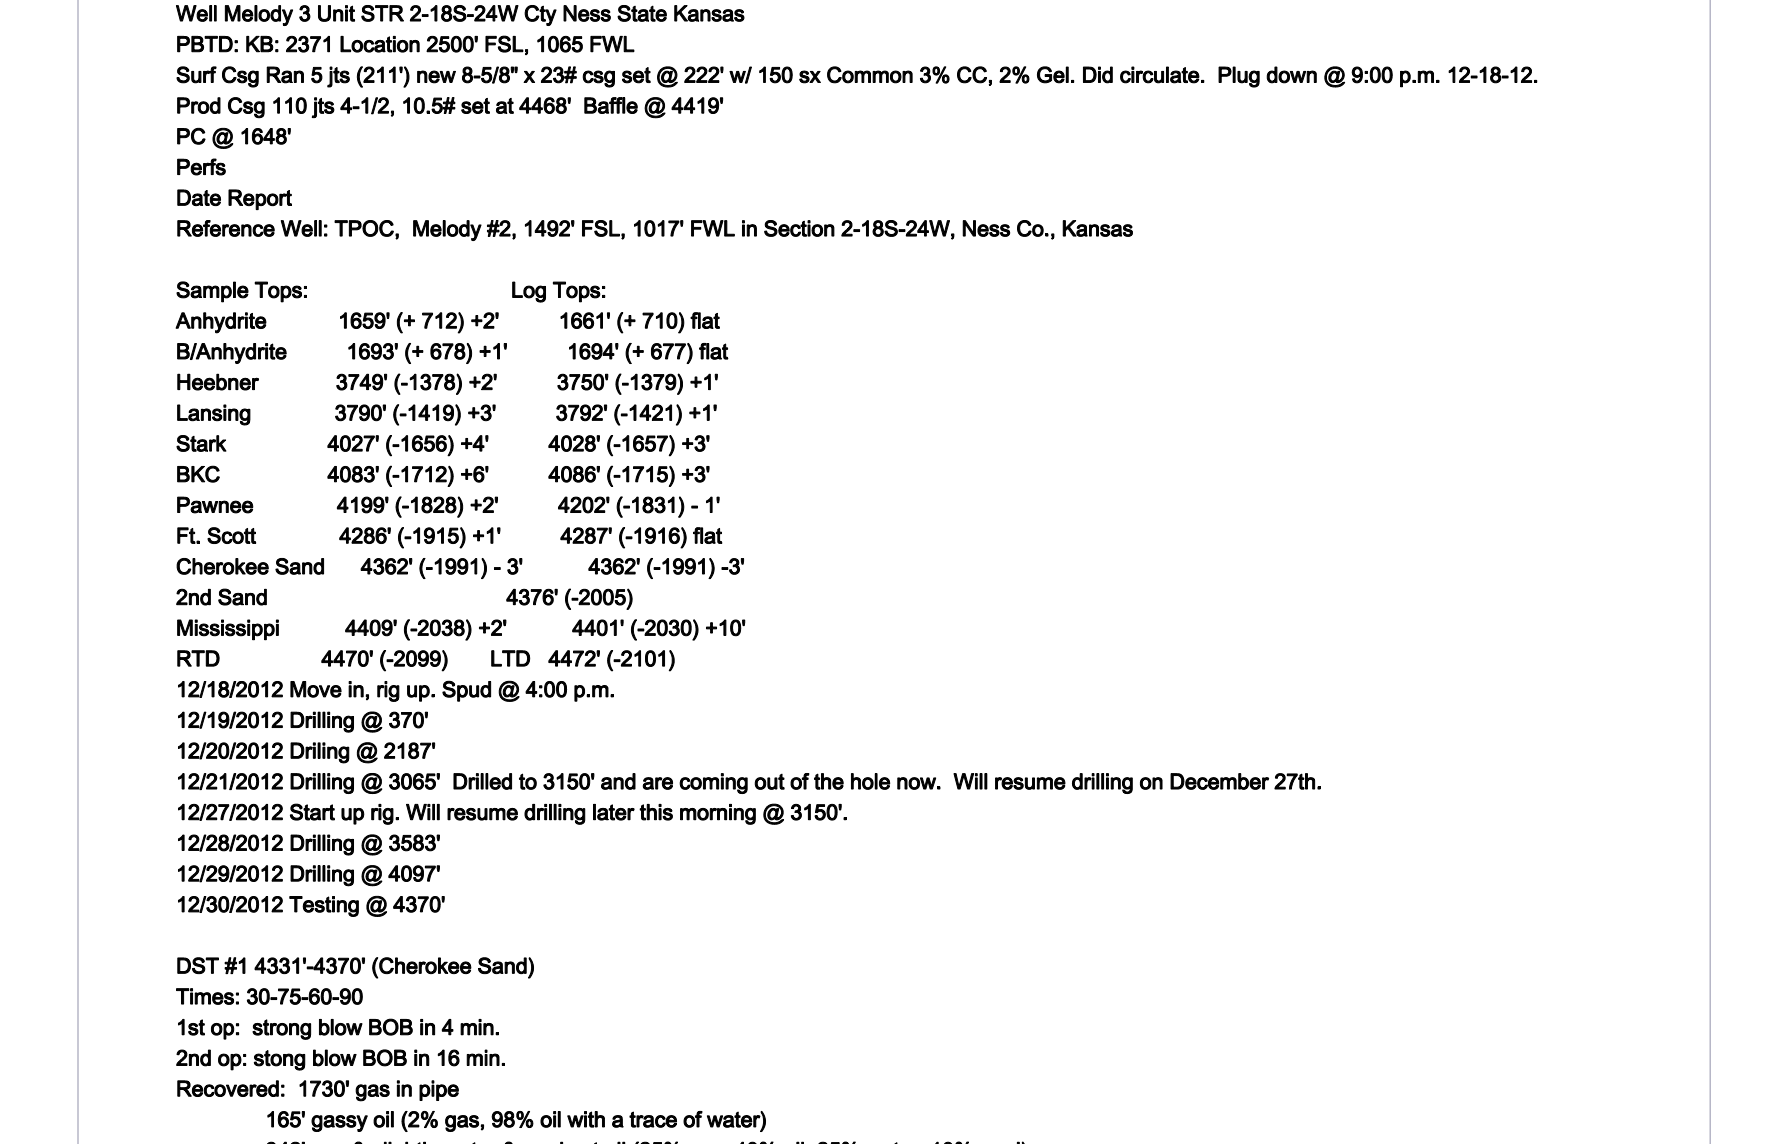 Well Melody 3 Unit STR 2-18S-24W Cty Ness State Kansas
PBTD: KB: 2371 Location 2500' FSL, 1065 FWL
Surf Csg Ran 5 jts (211') new 8-5/8" x 23# csg set @ 222' w/ 150 sx Common 3% CC, 2% Gel. Did circulate.  Plug down @ 9:00 p.m. 12-18-12.
Prod Csg 110 jts 4-1/2, 10.5# set at 4468'  Baffle @ 4419'
PC @ 1648'
Perfs
Date Report
Reference Well: TPOC,  Melody #2, 1492' FSL, 1017' FWL in Section 2-18S-24W, Ness Co., Kansas
Sample Tops: Log Tops:
Anhydrite 1659' (+ 712) +2' 1661' (+ 710) flat
B/Anhydrite 1693' (+ 678) +1' 1694' (+ 677) flat
Heebner 3749' (-1378) +2' 3750' (-1379) +1'
Lansing 3790' (-1419) +3' 3792' (-1421) +1'
Stark 4027' (-1656) +4' 4028' (-1657) +3'
BKC 4083' (-1712) +6' 4086' (-1715) +3'
Pawnee 4199' (-1828) +2' 4202' (-1831) - 1'
Ft. Scott 4286' (-1915) +1' 4287' (-1916) flat
Cherokee Sand 4362' (-1991) - 3' 4362' (-1991) -3'
2nd Sand 4376' (-2005)
Mississippi 4409' (-2038) +2' 4401' (-2030) +10'
RTD 4470' (-2099) LTD 4472' (-2101)
12/18/2012 Move in, rig up. Spud @ 4:00 p.m.
12/19/2012 Drilling @ 370'
12/20/2012 Driling @ 2187'
12/21/2012 Drilling @ 3065'  Drilled to 3150' and are coming out of the hole now.  Will resume drilling on December 27th.
12/27/2012 Start up rig. Will resume drilling later this morning @ 3150'.
12/28/2012 Drilling @ 3583'
12/29/2012 Drilling @ 4097'
12/30/2012 Testing @ 4370'
DST #1 4331'-4370' (Cherokee Sand)
Times: 30-75-60-90
1st op:  strong blow BOB in 4 min.
2nd op: stong blow BOB in 16 min.
Recovered:  1730' gas in pipe
165' gassy oil (2% gas, 98% oil with a trace of water)